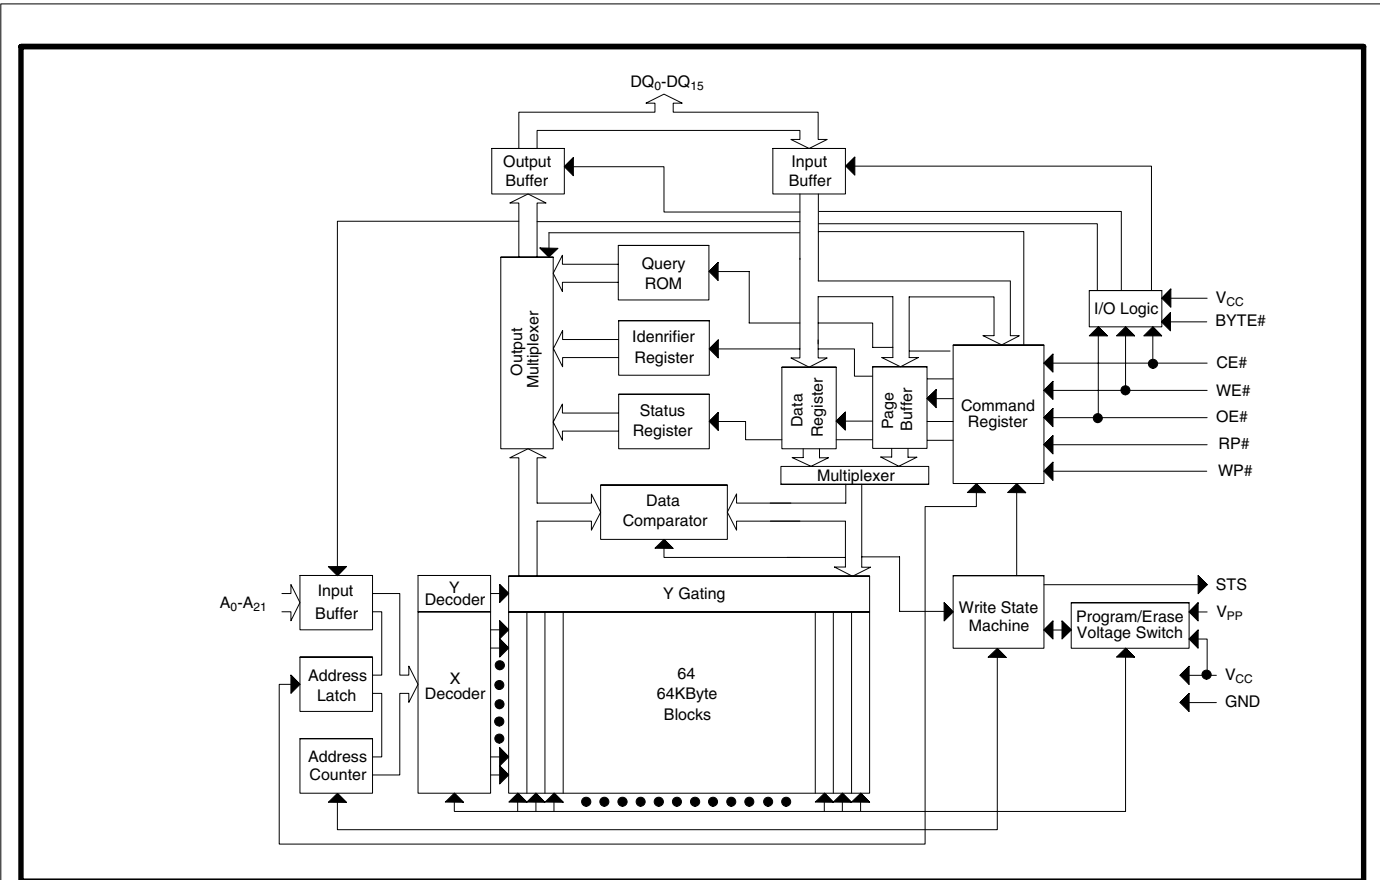 DQ0-DQ15
Output
Buffer
Input
Buffer
Query
ROM
Idenrifier
Register
Status
Register
Output
Multiplexer
Data
Register
Page
Buffer
Command
Register
I/O Logic
VCC
BYTE#
CE#
WE#
OE#
RP#
WP#
Multiplexer
Data
Comparator
A0-A21
Input
Buffer
Y
Decoder
Y Gating
Write State
Machine
STS
VPP
Program/Erase
Voltage Switch
Address
Latch
X
Decoder
64
64KByte
Blocks
VCC
GND
Address
Counter